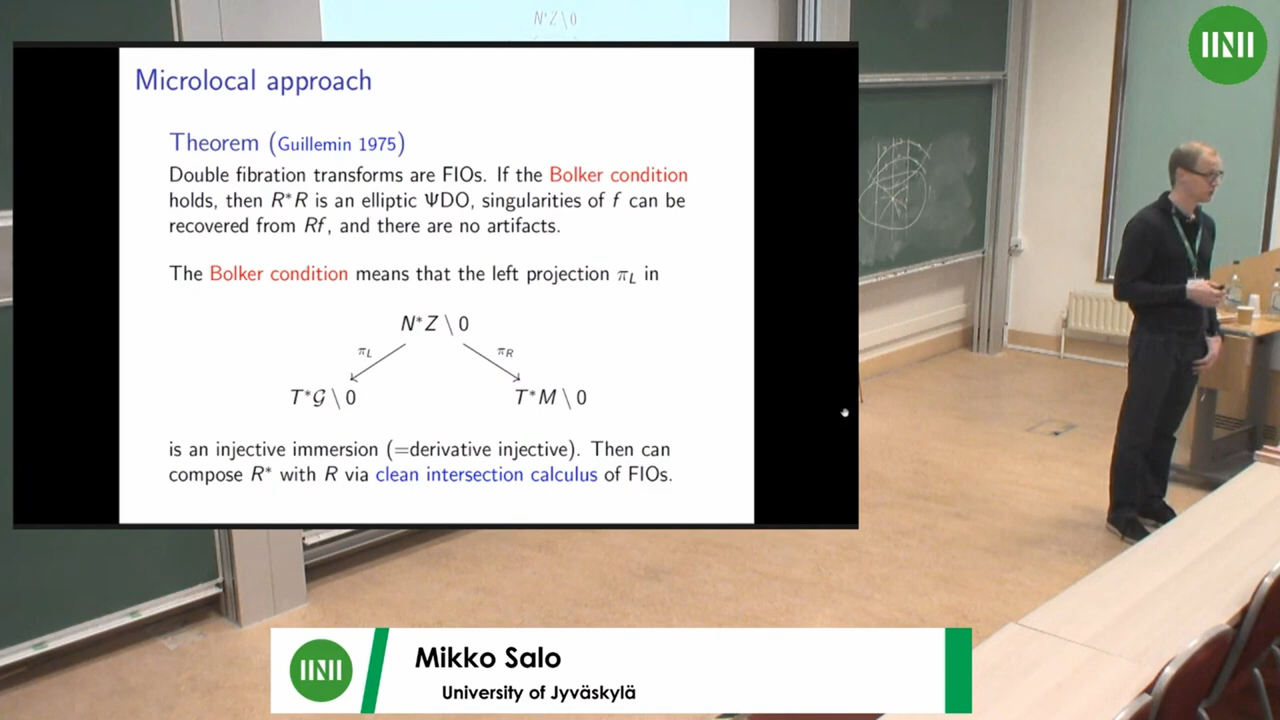 N*Z \ 0
Microlocal approach
Theorem (Guillemin 1975)
Double fibration transforms are FIOs. If the Bolker condition
holds, then R*R is an elliptic ΨDO, singularities of f can be
recovered from Rf, and there are no artifacts.
The Bolker condition means that the left projection π_L in
N*Z \ 0
π_L π_R
T*𝒢 \ 0 T*M \ 0
is an injective immersion (=derivative injective). Then can
compose R* with R via clean intersection calculus of FIOs.
Mikko Salo
University of Jyväskylä